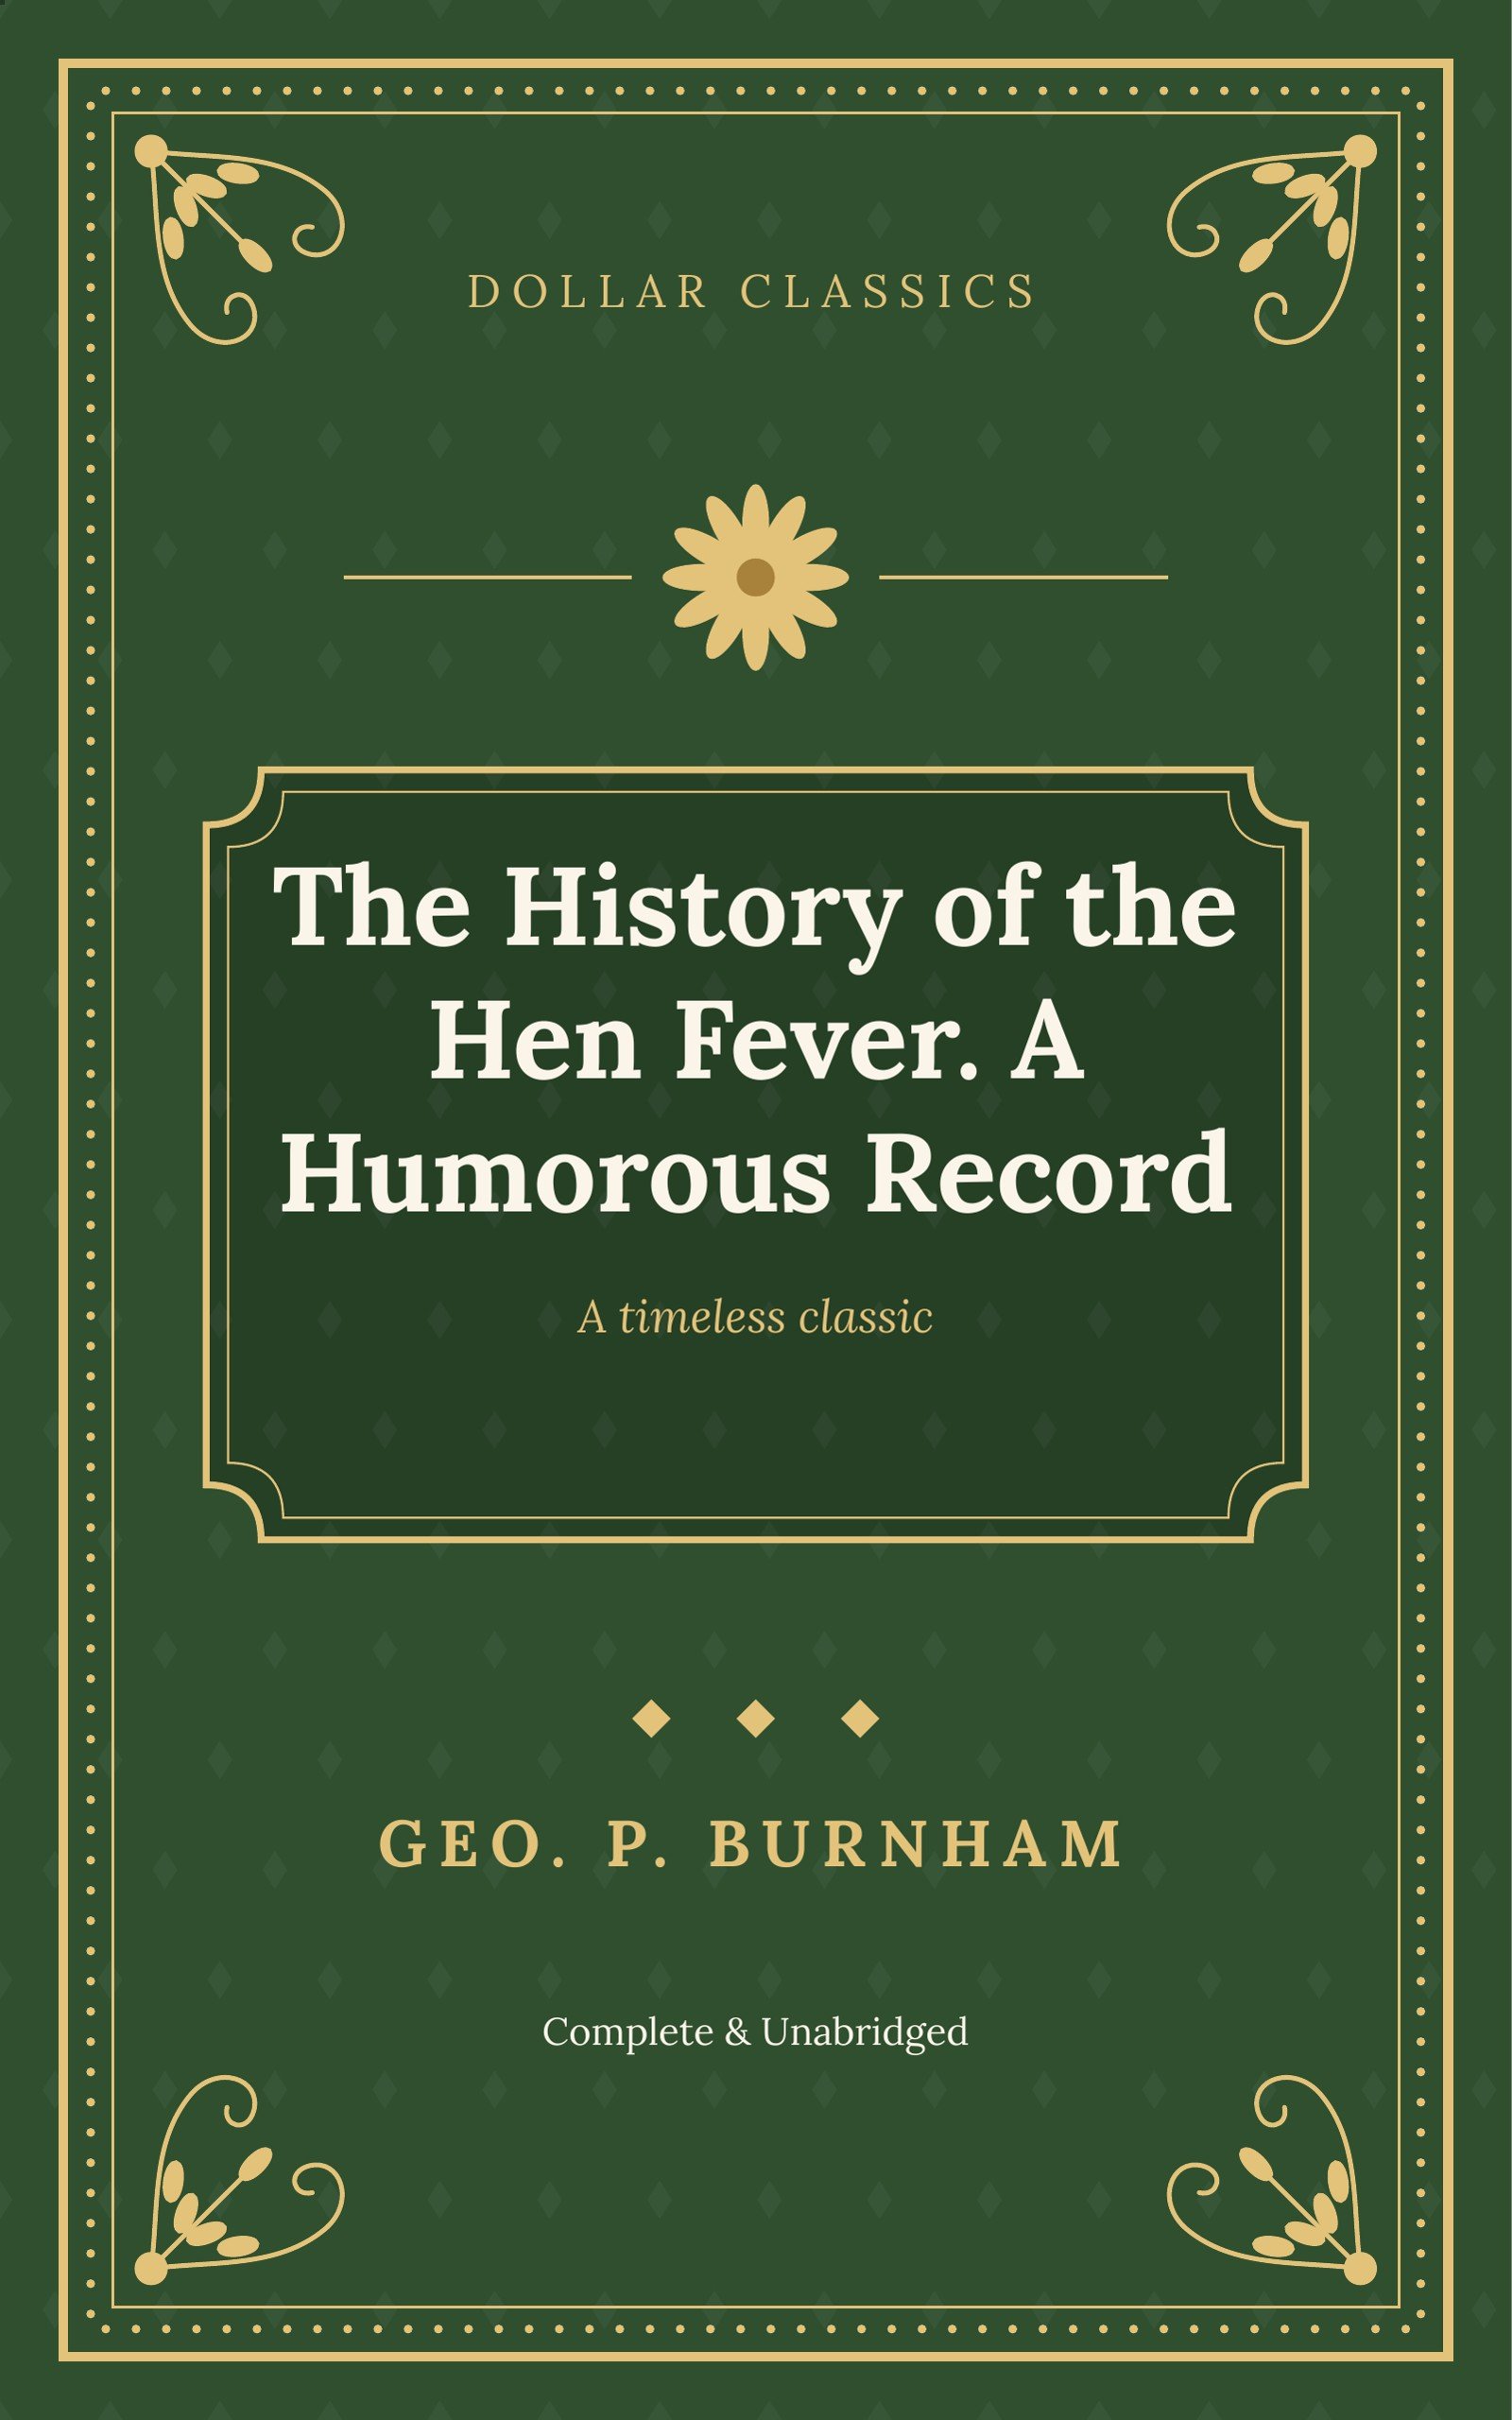 DOLLAR CLASSICS
The History of the
Hen Fever. A
Humorous Record
A timeless classic
GEO. P. BURNHAM
Complete & Unabridged